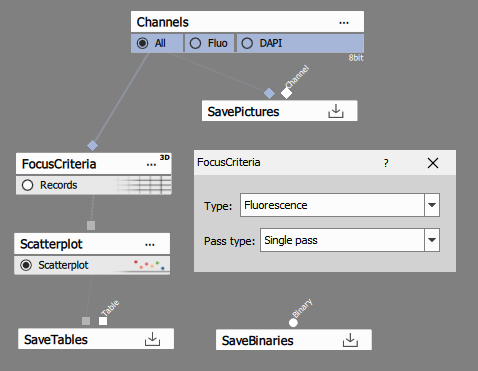 Channels ...
All Fluo DAPI
8bit
Channel
SavePictures
3D
FocusCriteria ...
Records
FocusCriteria ?
Type: Fluorescence
Pass type: Single pass
Scatterplot ...
Scatterplot
Table
Binary
SaveTables
SaveBinaries